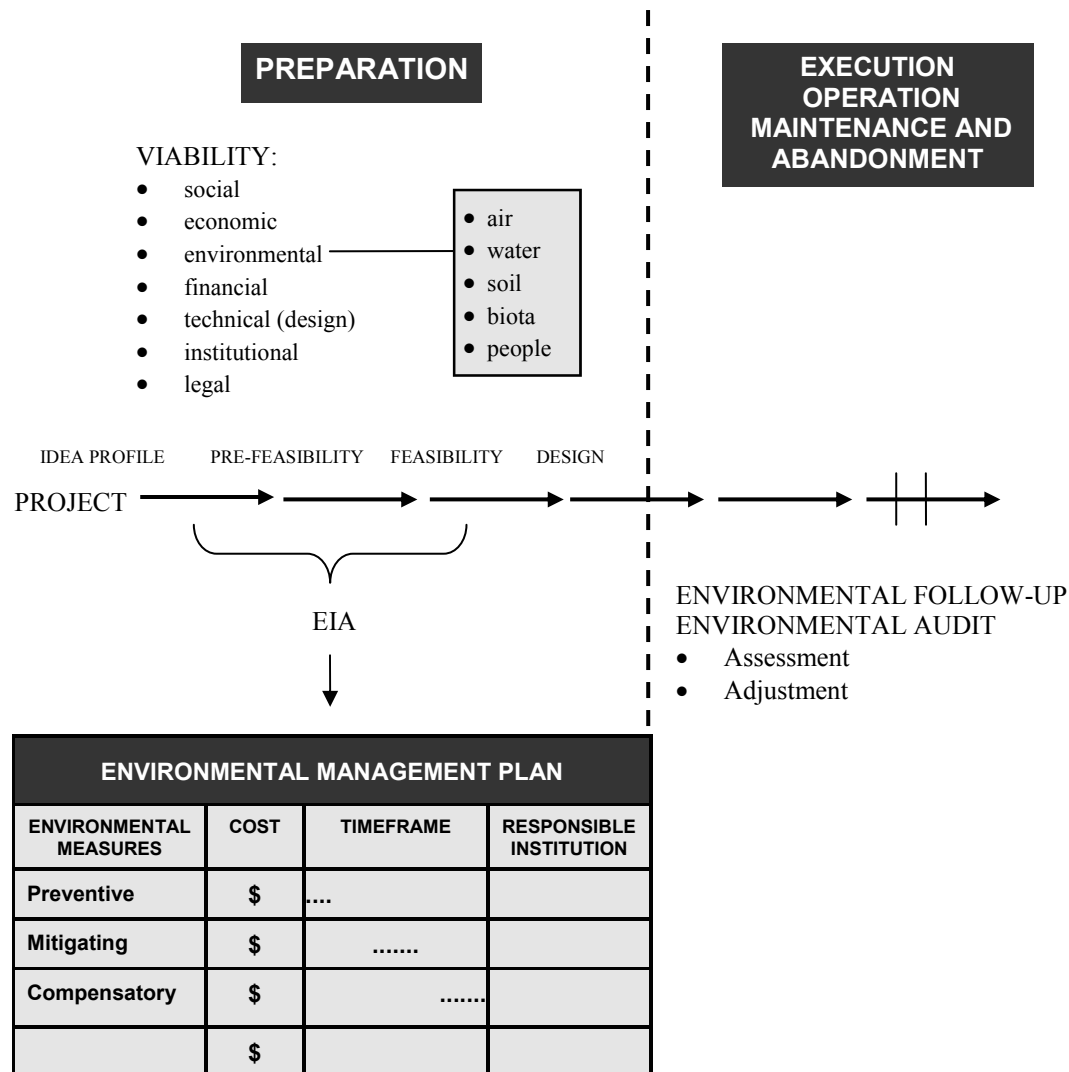 PREPARATION
EXECUTION
OPERATION
MAINTENANCE AND
ABANDONMENT
VIABILITY:
• social
• economic
• environmental
• financial
• technical (design)
• institutional
• legal
• air
• water
• soil
• biota
• people
IDEA PROFILE PRE-FEASIBILITY FEASIBILITY DESIGN
PROJECT
EIA
ENVIRONMENTAL FOLLOW-UP
ENVIRONMENTAL AUDIT
• Assessment
• Adjustment
ENVIRONMENTAL MANAGEMENT PLAN
ENVIRONMENTAL
MEASURES
COST
TIMEFRAME
RESPONSIBLE
INSTITUTION
Preventive $ ....
Mitigating $ .......
Compensatory $ .......
$